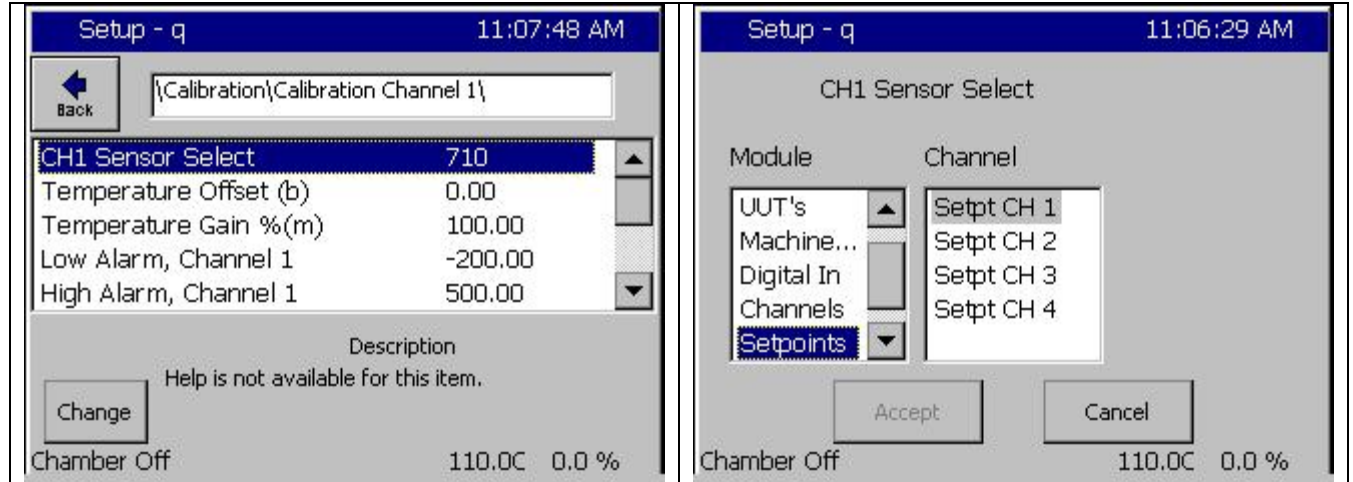 Setup - q 11:07:48 AM
Back
\Calibration\Calibration Channel 1\
CH1 Sensor Select 710
Temperature Offset (b) 0.00
Temperature Gain %(m) 100.00
Low Alarm, Channel 1 -200.00
High Alarm, Channel 1 500.00
Description
Help is not available for this item.
Change
Chamber Off 110.0C 0.0 %
Setup - q 11:06:29 AM
CH1 Sensor Select
Module Channel
UUT's Setpt CH 1
Machine... Setpt CH 2
Digital In Setpt CH 3
Channels Setpt CH 4
Setpoints
Accept Cancel
Chamber Off 110.0C 0.0 %